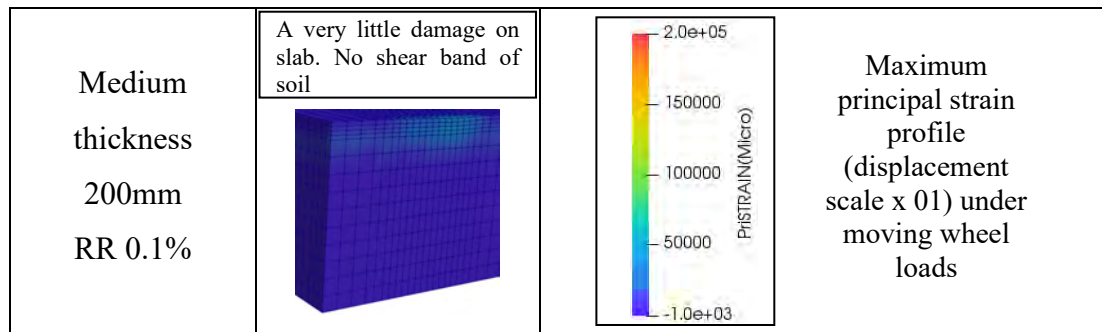 Medium
thickness
200mm
RR 0.1%
A very little damage on
slab. No shear band of
soil
2.0e+05
150000
100000
50000
-1.0e+03
PriSTRAIN(Micro)
Maximum
principal strain
profile
(displacement
scale x 01) under
moving wheel
loads